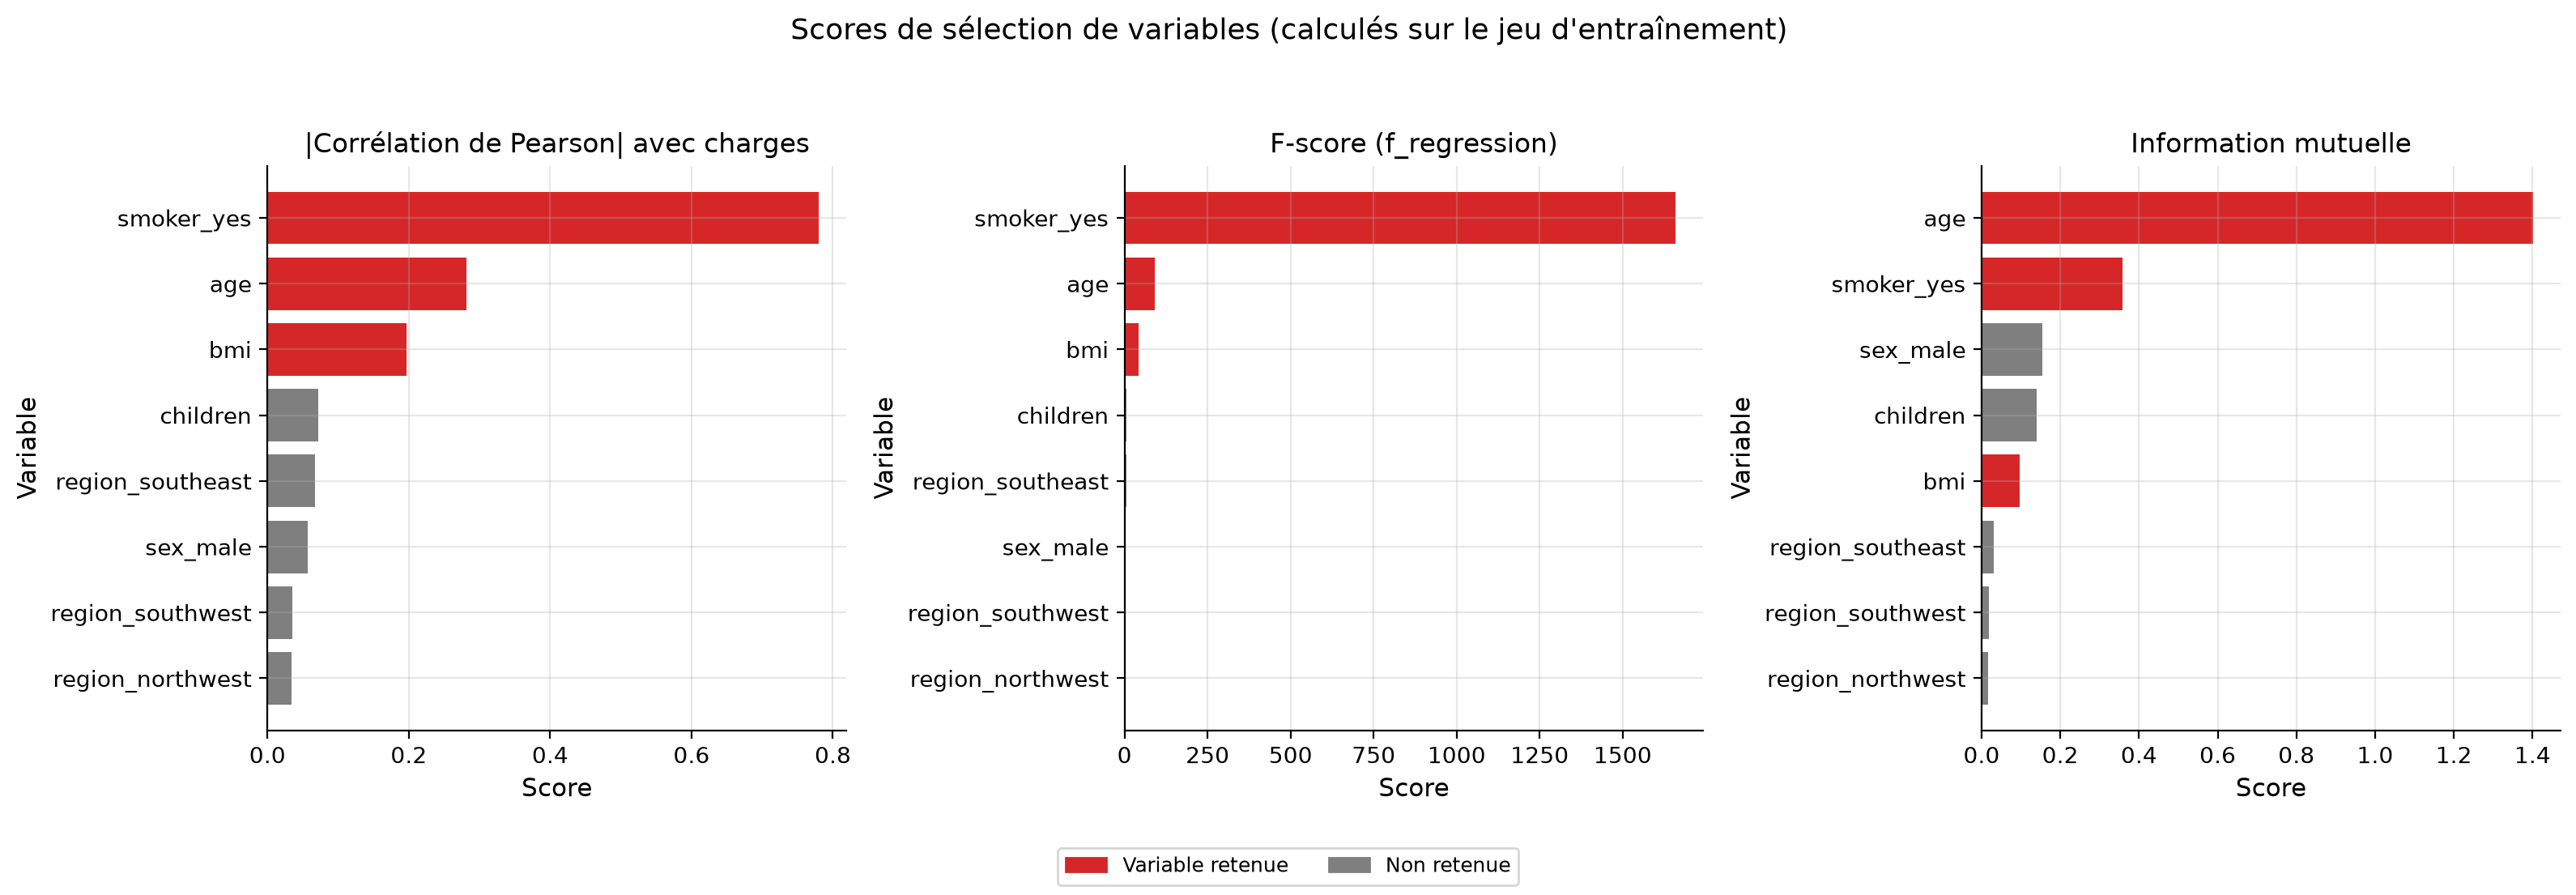 Scores de sélection de variables (calculés sur le jeu d'entraînement)
|Corrélation de Pearson| avec charges
Variable
smoker_yes
age
bmi
children
region_southeast
sex_male
region_southwest
region_northwest
0.0 0.2 0.4 0.6 0.8
Score
F-score (f_regression)
Variable
smoker_yes
age
bmi
children
region_southeast
sex_male
region_southwest
region_northwest
0 250 500 750 1000 1250 1500
Score
Information mutuelle
Variable
age
smoker_yes
sex_male
children
bmi
region_southeast
region_southwest
region_northwest
0.0 0.2 0.4 0.6 0.8 1.0 1.2 1.4
Score
Variable retenue Non retenue